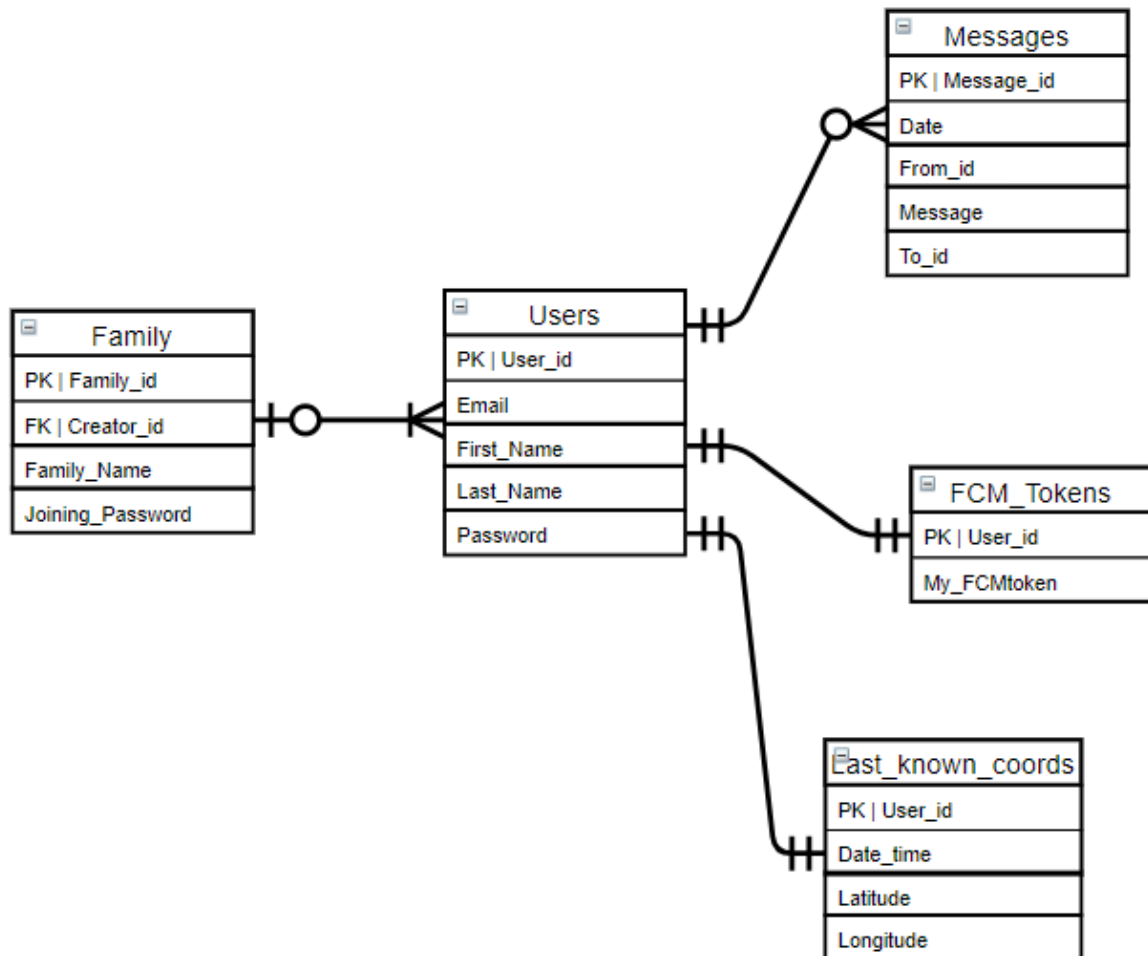 Messages
PK | Message_id
Date
From_id
Message
To_id
Family
PK | Family_id
FK | Creator_id
Family_Name
Joining_Password
Users
PK | User_id
Email
First_Name
Last_Name
Password
FCM_Tokens
PK | User_id
My_FCMtoken
Last_known_coords
PK | User_id
Date_time
Latitude
Longitude